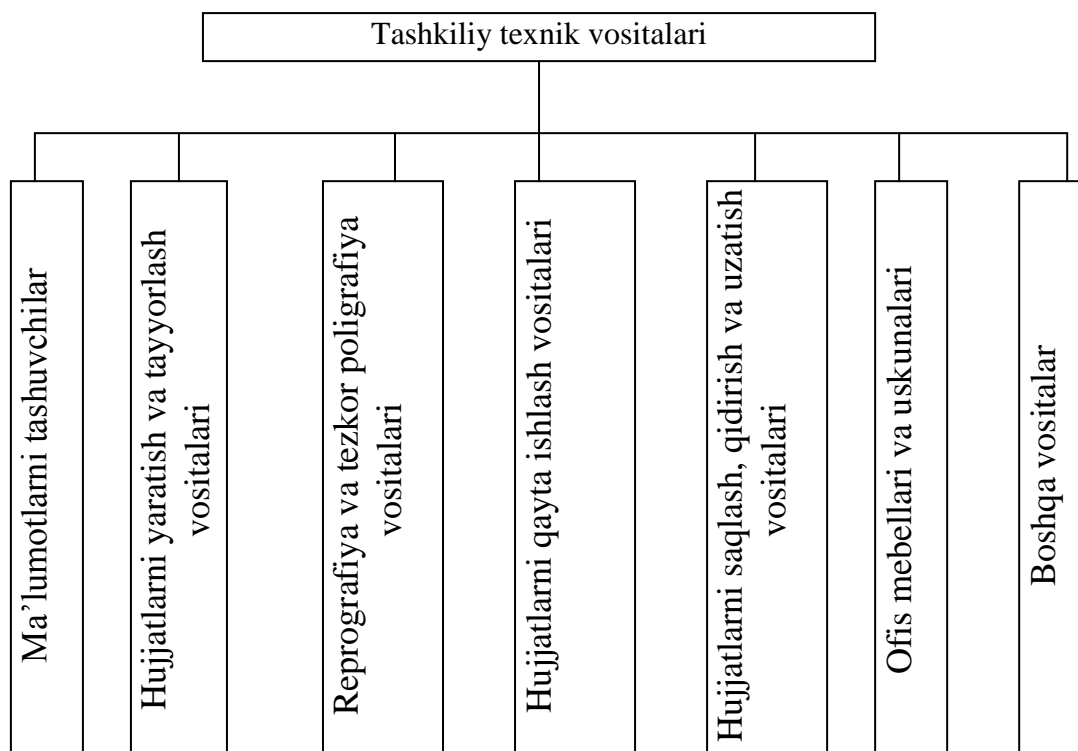 Tashkiliy texnik vositalari
Ma’lumotlarni tashuvchilar
Hujjatlarni yaratish va tayyorlash
vositalari
Reprografiya va tezkor poligrafiya
vositalari
Hujjatlarni qayta ishlash vositalari
Hujjatlarni saqlash, qidirish va uzatish
vositalari
Ofis mebellari va uskunalari
Boshqa vositalar